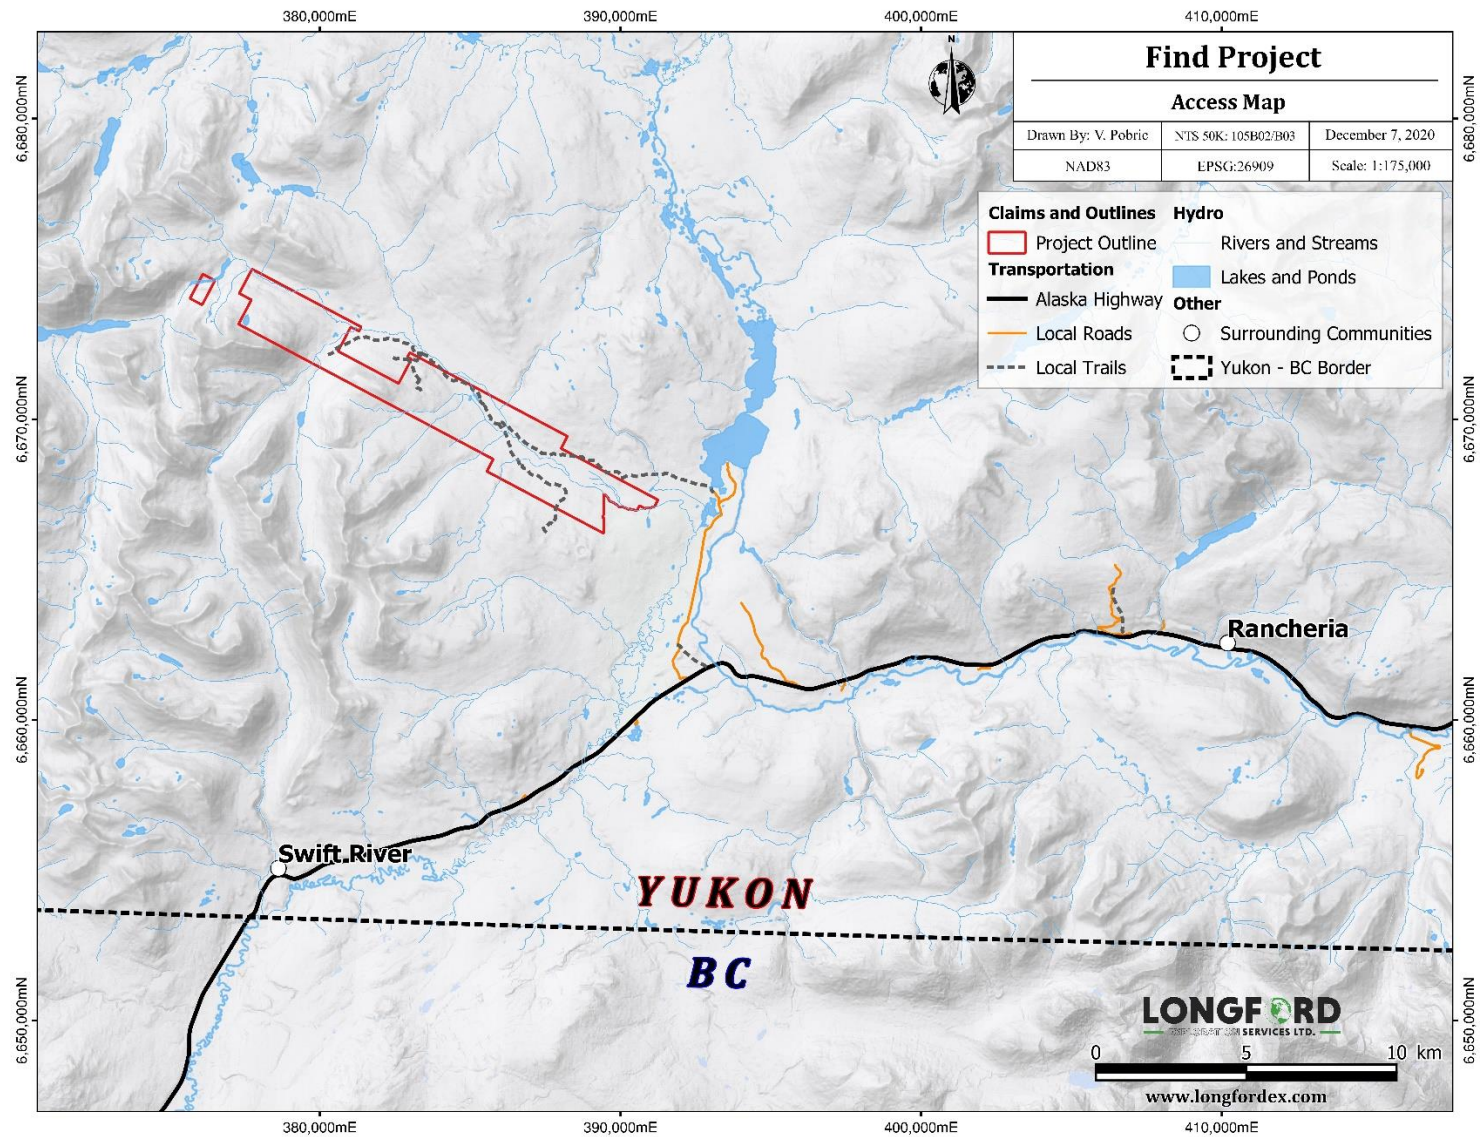 380,000mE
390,000mE
400,000mE
410,000mE
N
Find Project
Access Map
Drawn By: V. Pobric
NTS 50K: 105B02/B03
December 7, 2020
NAD83
EPSG:26909
Scale: 1:175,000
Claims and Outlines
Hydro
Project Outline
Rivers and Streams
Transportation
Lakes and Ponds
Alaska Highway
Other
Local Roads
Surrounding Communities
Local Trails
Yukon - BC Border
6,680,000mN
6,680,000mN
6,670,000mN
6,670,000mN
Rancheria
6,660,000mN
6,660,000mN
Swift River
YUKON
BC
6,650,000mN
6,650,000mN
LONGFORD
EXPLORATION SERVICES LTD.
0
5
10 km
www.longfordex.com
380,000mE
390,000mE
400,000mE
410,000mE